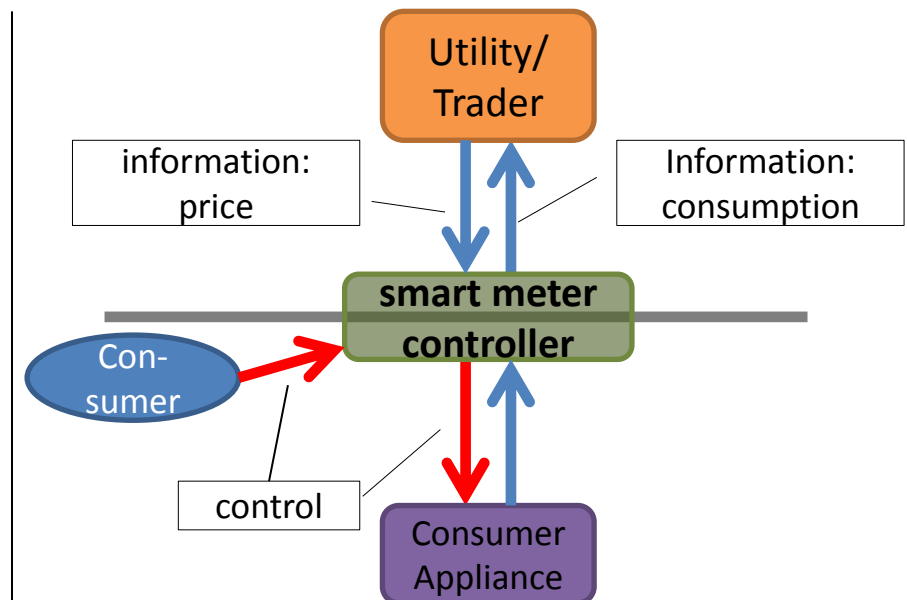 Utility/
Trader
information:
price
Information:
consumption
smart meter
controller
Con-
sumer
control
Consumer
Appliance